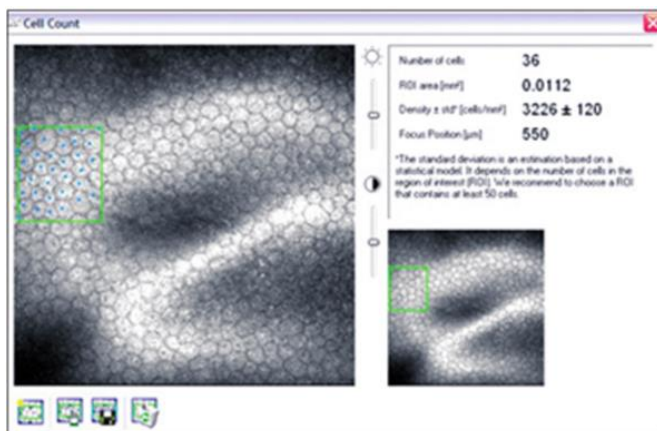 Cell Count
Number of cells 36
ROI area [mm²] 0.0112
Density ± std* [cells/mm²] 3226 ± 120
Focus Position [µm] 550
*The standard deviation is an estimation based on a
statistical model. It depends on the number of cells in the
region of interest (ROI). We recommend to choose a ROI
that contains at least 50 cells.